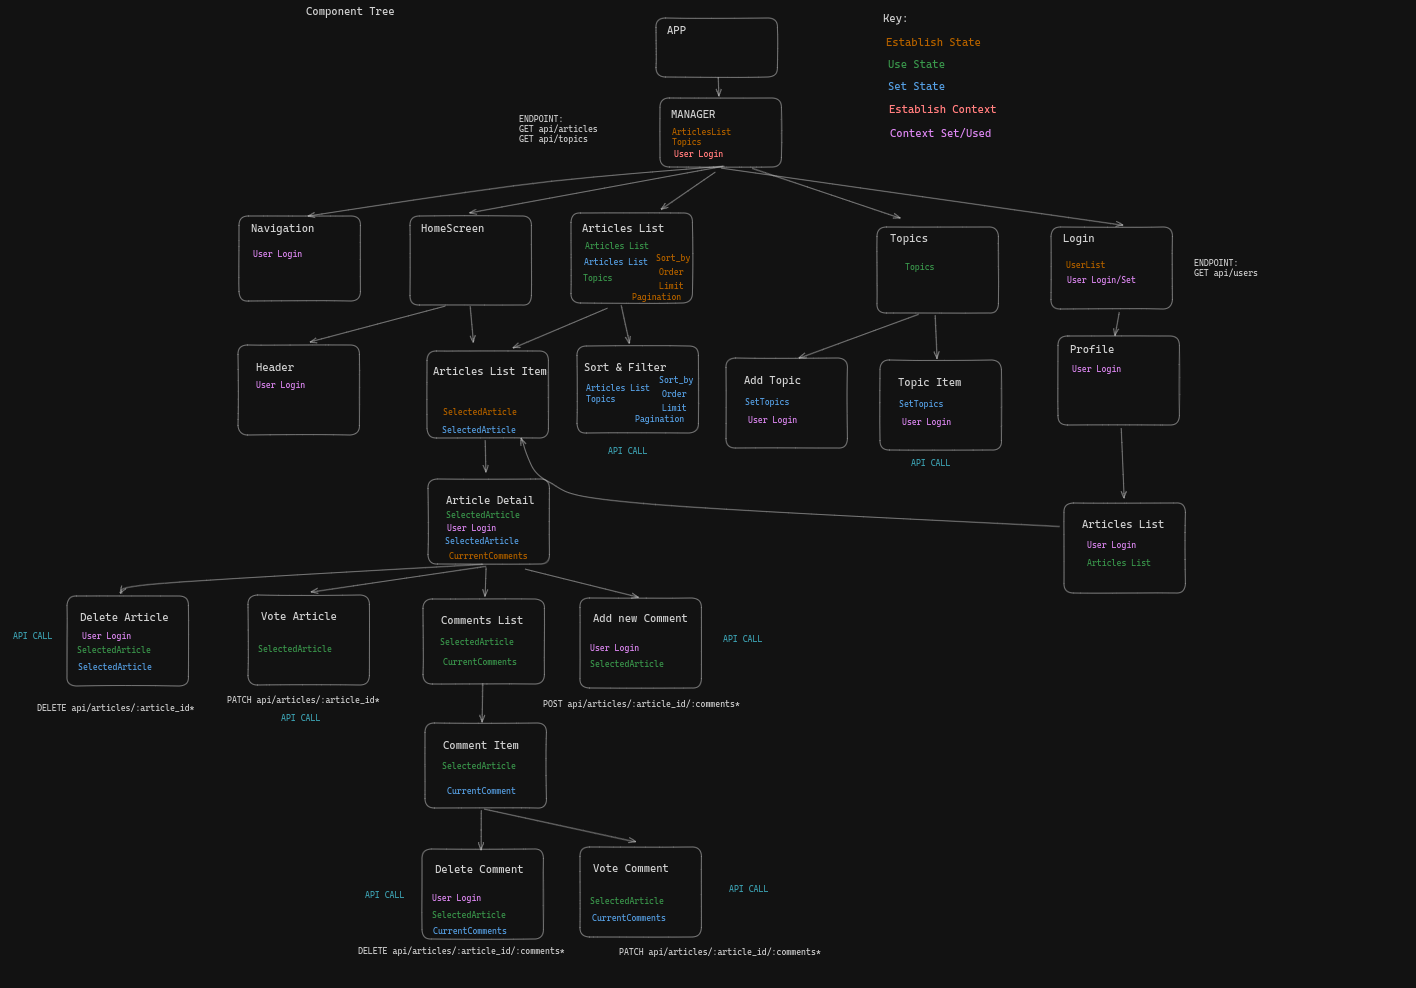 Component Tree
Key:
Establish State
Use State
Set State
Establish Context
Context Set/Used
APP
ENDPOINT:
GET api/articles
GET api/topics
MANAGER
ArticlesList
Topics
User Login
Navigation
User Login
HomeScreen
Articles List
Articles List
Articles List
Topics
Sort_by
Order
Limit
Pagination
Topics
Topics
Login
UserList
User Login/Set
ENDPOINT:
GET api/users
Header
User Login
Articles List Item
SelectedArticle
SelectedArticle
Sort & Filter
Articles List
Topics
Sort_by
Order
Limit
Pagination
API CALL
Add Topic
SetTopics
User Login
Topic Item
SetTopics
User Login
API CALL
Profile
User Login
Article Detail
SelectedArticle
User Login
SelectedArticle
CurrrentComments
Articles List
User Login
Articles List
API CALL
Delete Article
User Login
SelectedArticle
SelectedArticle
DELETE api/articles/:article_id*
Vote Article
SelectedArticle
PATCH api/articles/:article_id*
API CALL
Comments List
SelectedArticle
CurrentComments
Add new Comment
User Login
SelectedArticle
API CALL
POST api/articles/:article_id/:comments*
Comment Item
SelectedArticle
CurrentComment
API CALL
Delete Comment
User Login
SelectedArticle
CurrentComments
DELETE api/articles/:article_id/:comments*
Vote Comment
SelectedArticle
CurrentComments
API CALL
PATCH api/articles/:article_id/:comments*